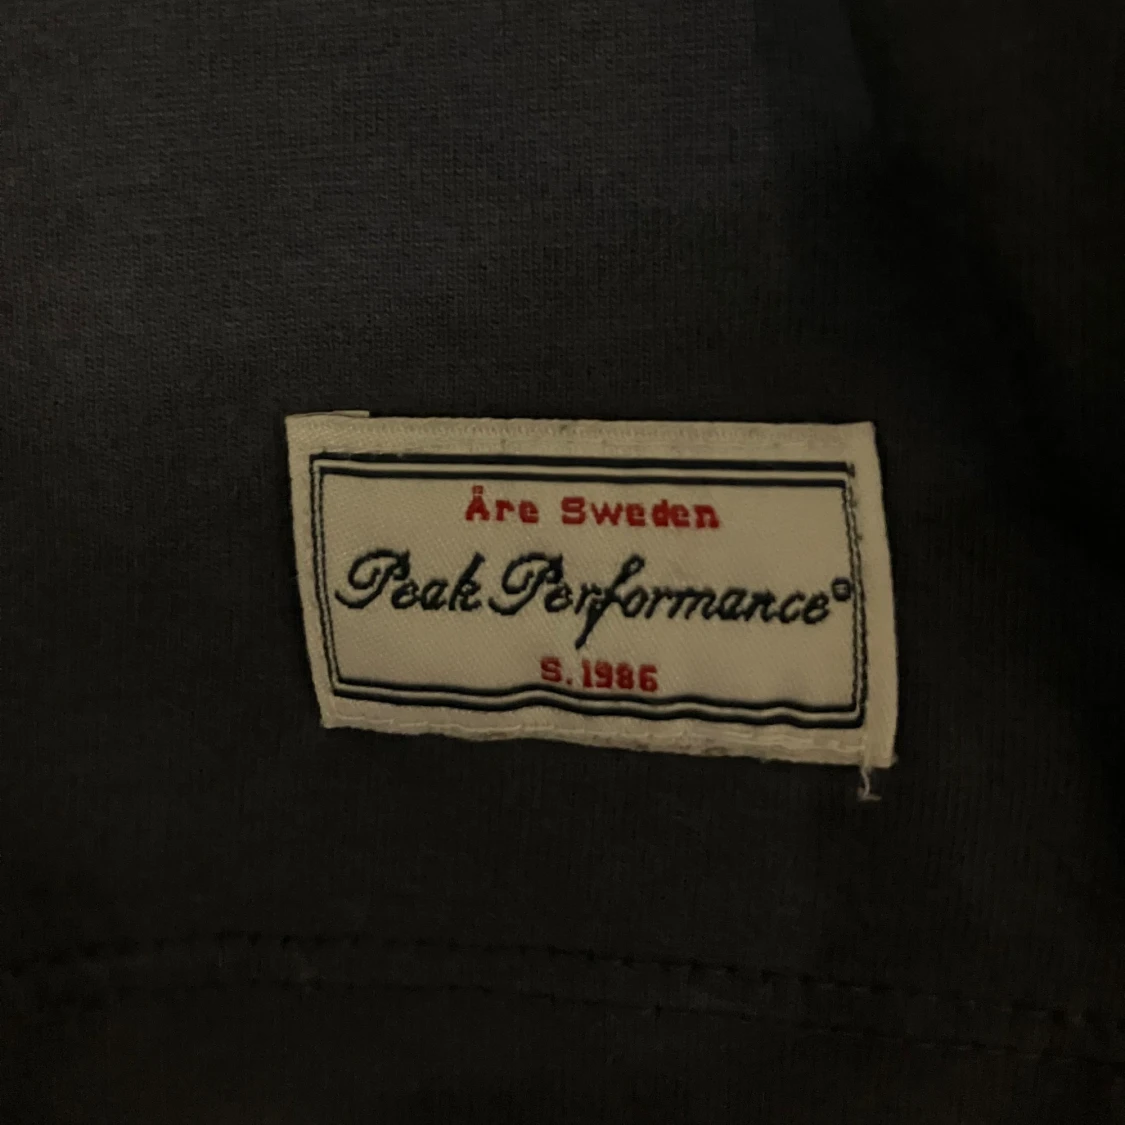 Åre Sweden
Peak Performance®
S. 1986